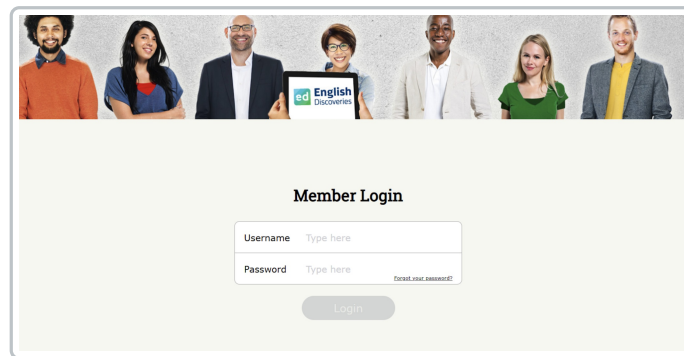 ed English
Discoveries
Member Login
Username Type here
Password Type here
Forgot your password?
Login